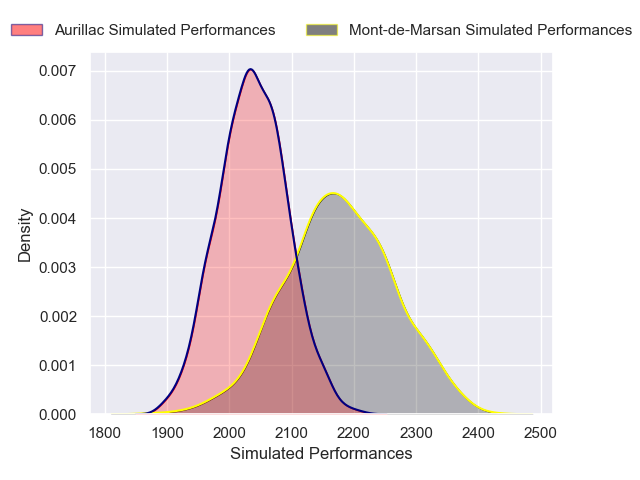 Aurillac Simulated Performances
Mont-de-Marsan Simulated Performances
0.007
0.006
0.005
0.004
0.003
0.002
0.001
0.000
Density
1800 1900 2000 2100 2200 2300 2400 2500
Simulated Performances